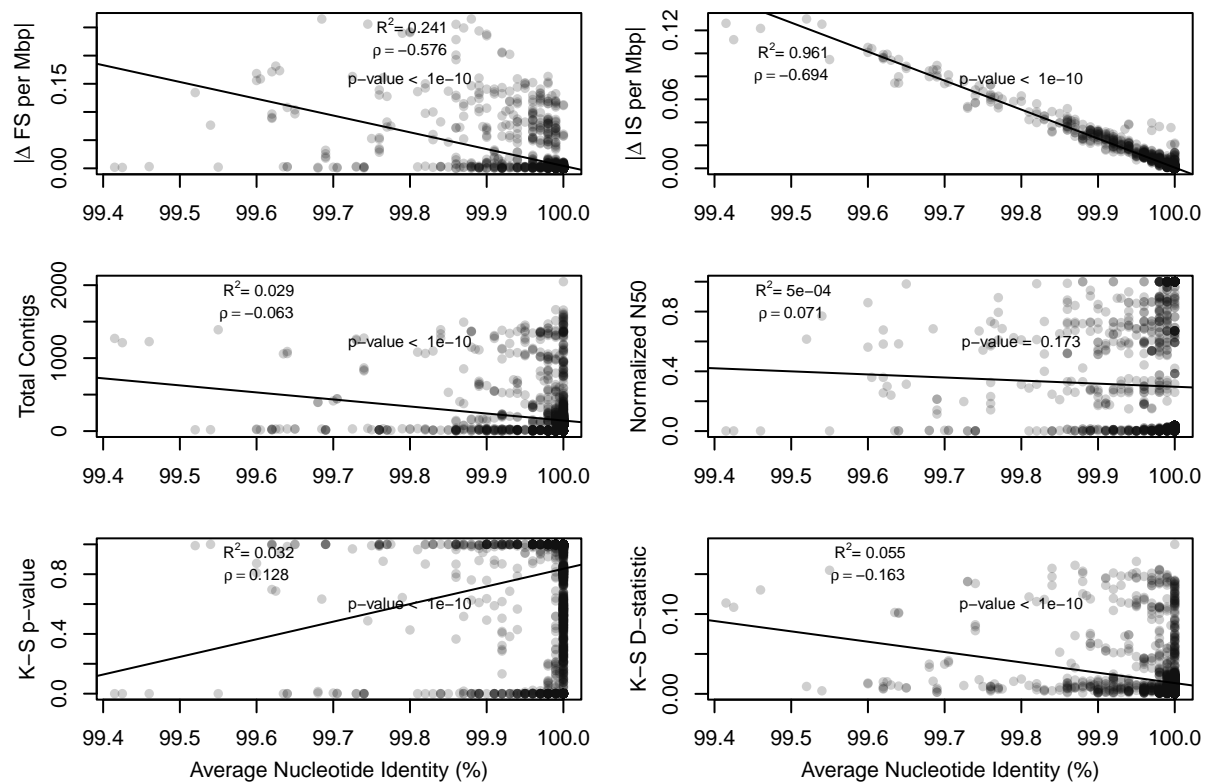 |Δ FS per Mbp|
0.00 0.15
R²= 0.241
ρ = −0.576
p−value < 1e−10
99.4 99.5 99.6 99.7 99.8 99.9 100.0
|Δ IS per Mbp|
0.00 0.06 0.12
R²= 0.961
ρ = −0.694
p−value < 1e−10
99.4 99.5 99.6 99.7 99.8 99.9 100.0
Total Contigs
0 1000 2000
R²= 0.029
ρ = −0.063
p−value < 1e−10
99.4 99.5 99.6 99.7 99.8 99.9 100.0
Normalized N50
0.0 0.4 0.8
R²= 5e−04
ρ = 0.071
p−value = 0.173
99.4 99.5 99.6 99.7 99.8 99.9 100.0
K−S p−value
0.0 0.4 0.8
R²= 0.032
ρ = 0.128
p−value < 1e−10
99.4 99.5 99.6 99.7 99.8 99.9 100.0
Average Nucleotide Identity (%)
K−S D−statistic
0.00 0.10
R²= 0.055
ρ = −0.163
p−value < 1e−10
99.4 99.5 99.6 99.7 99.8 99.9 100.0
Average Nucleotide Identity (%)